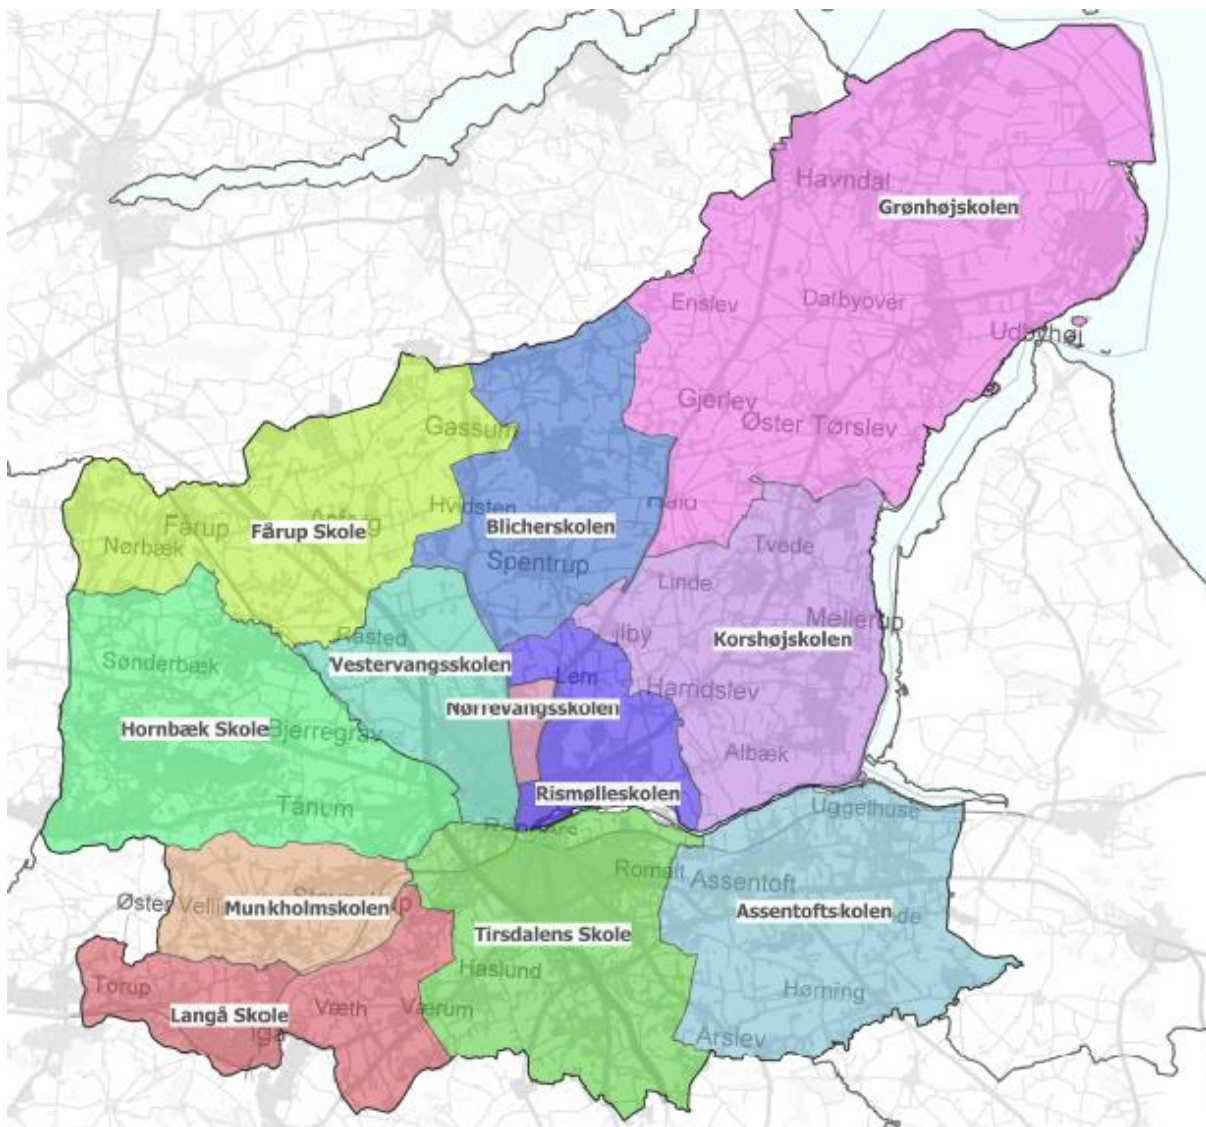 Havndal
Grønhøjskolen
Enslev
Dalbyover
Udbyhøj
Gjerlev
Øster Tørslev
Gassum
Hvidsten
Fårup
Fårup Skole
Blicherskolen
Nørbæk
Tvede
Spentrup
Linde
Mellerup
Råsted
Korshøjskolen
Sønderbæk
Vestervangsskolen
Lem
Harridslev
Nørrevangsskolen
Hornbæk Skole
Bjerregrav
Albæk
Rismølleskolen
Tånum
Uggelhuse
Romalt
Assentoft
Øster
Munkholmskolen
Assentoftskolen
Tirsdalens Skole
Haslund
Torup
Hørning
Langå Skole
Væth
Værum
Årslev